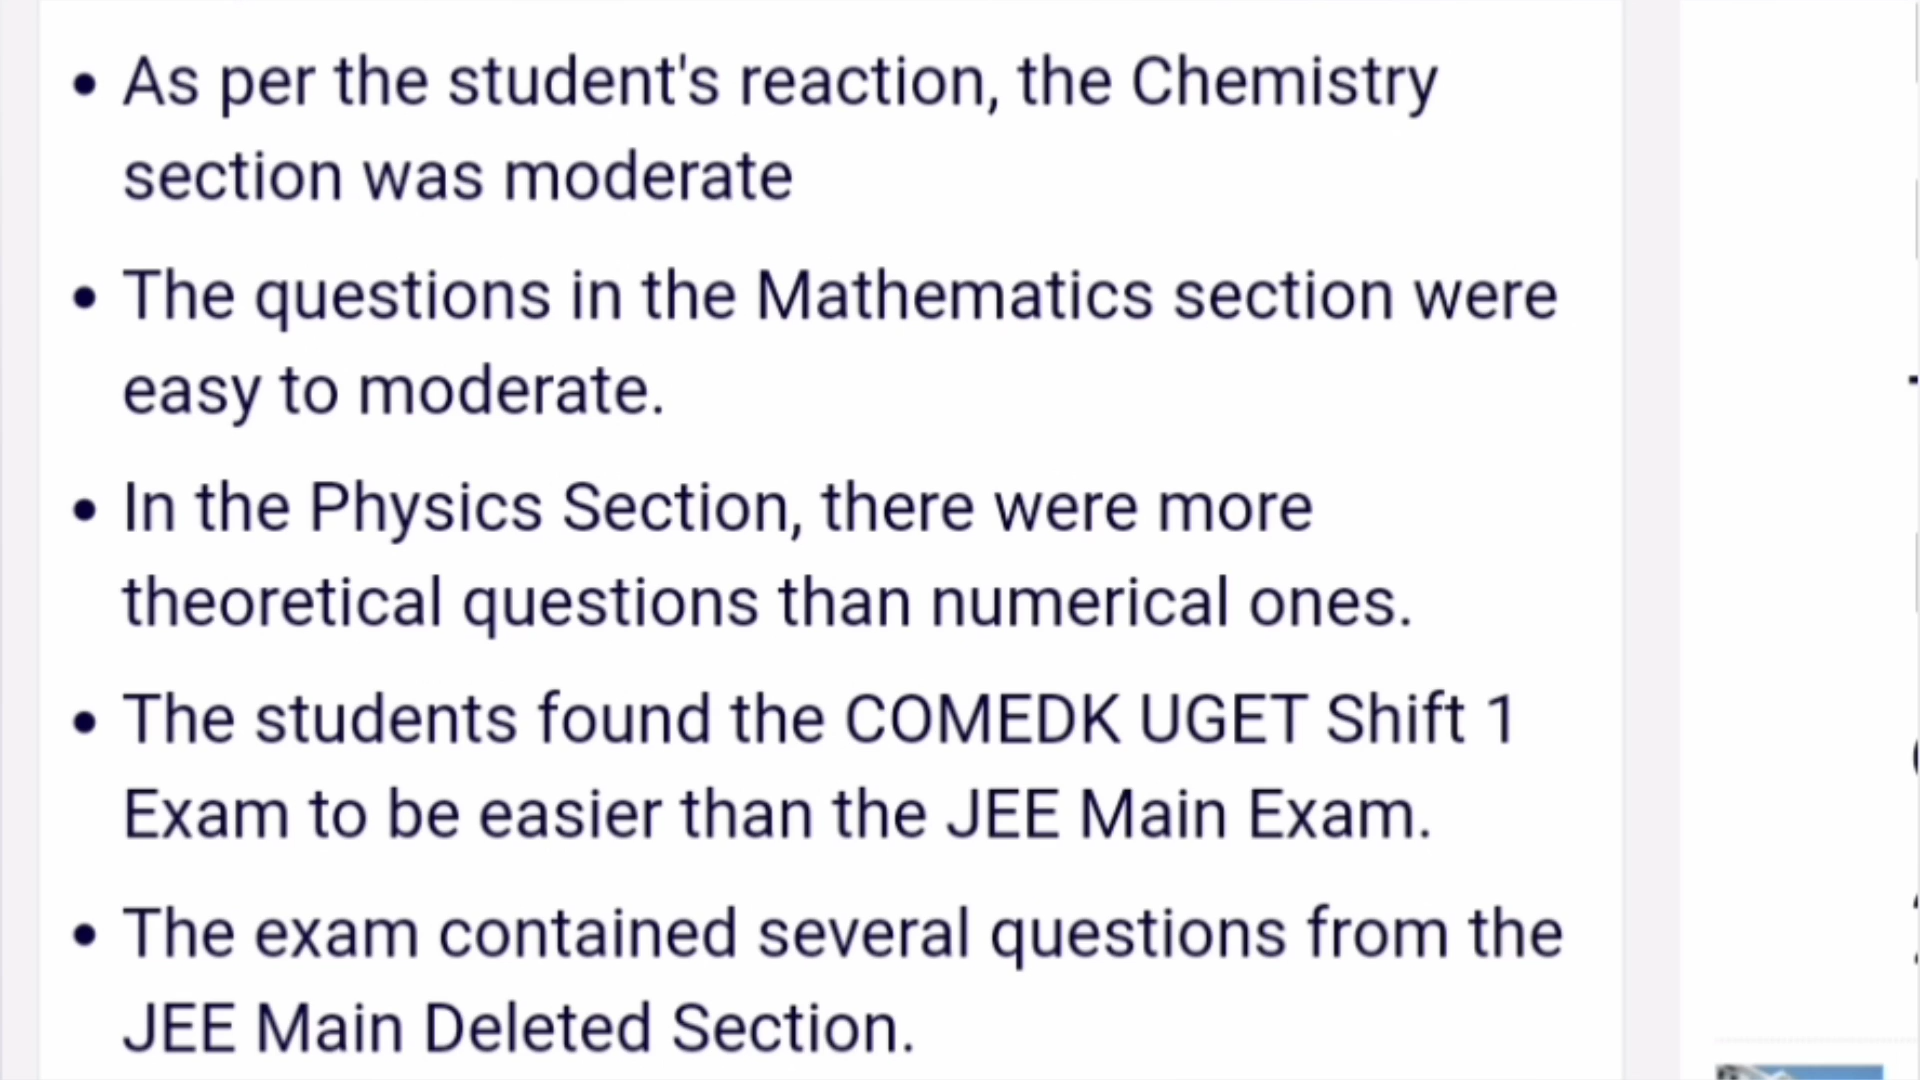 • As per the student's reaction, the Chemistry
section was moderate
• The questions in the Mathematics section were
easy to moderate.
• In the Physics Section, there were more
theoretical questions than numerical ones.
• The students found the COMEDK UGET Shift 1
Exam to be easier than the JEE Main Exam.
• The exam contained several questions from the
JEE Main Deleted Section.